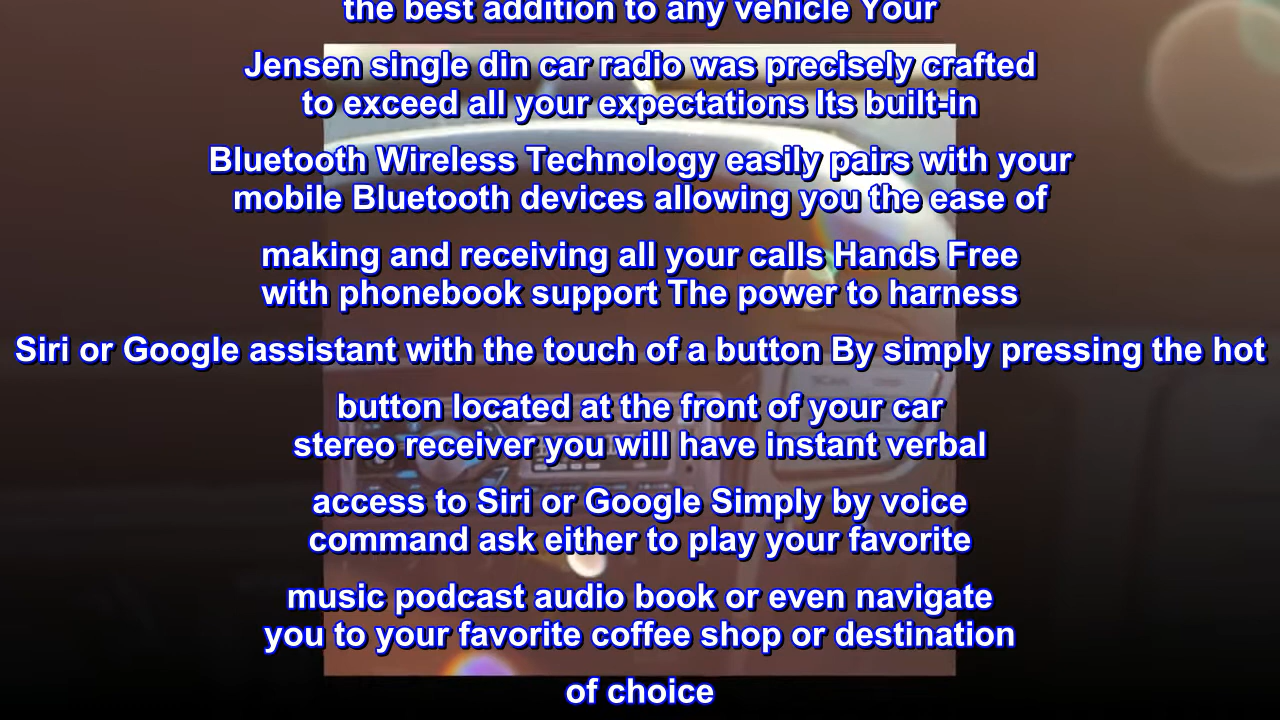 the best addition to any vehicle Your
Jensen single din car radio was precisely crafted
to exceed all your expectations Its built-in
Bluetooth Wireless Technology easily pairs with your
mobile Bluetooth devices allowing you the ease of
making and receiving all your calls Hands Free
with phonebook support The power to harness
Siri or Google assistant with the touch of a button By simply pressing the hot
button located at the front of your car
stereo receiver you will have instant verbal
access to Siri or Google Simply by voice
command ask either to play your favorite
music podcast audio book or even navigate
you to your favorite coffee shop or destination
of choice